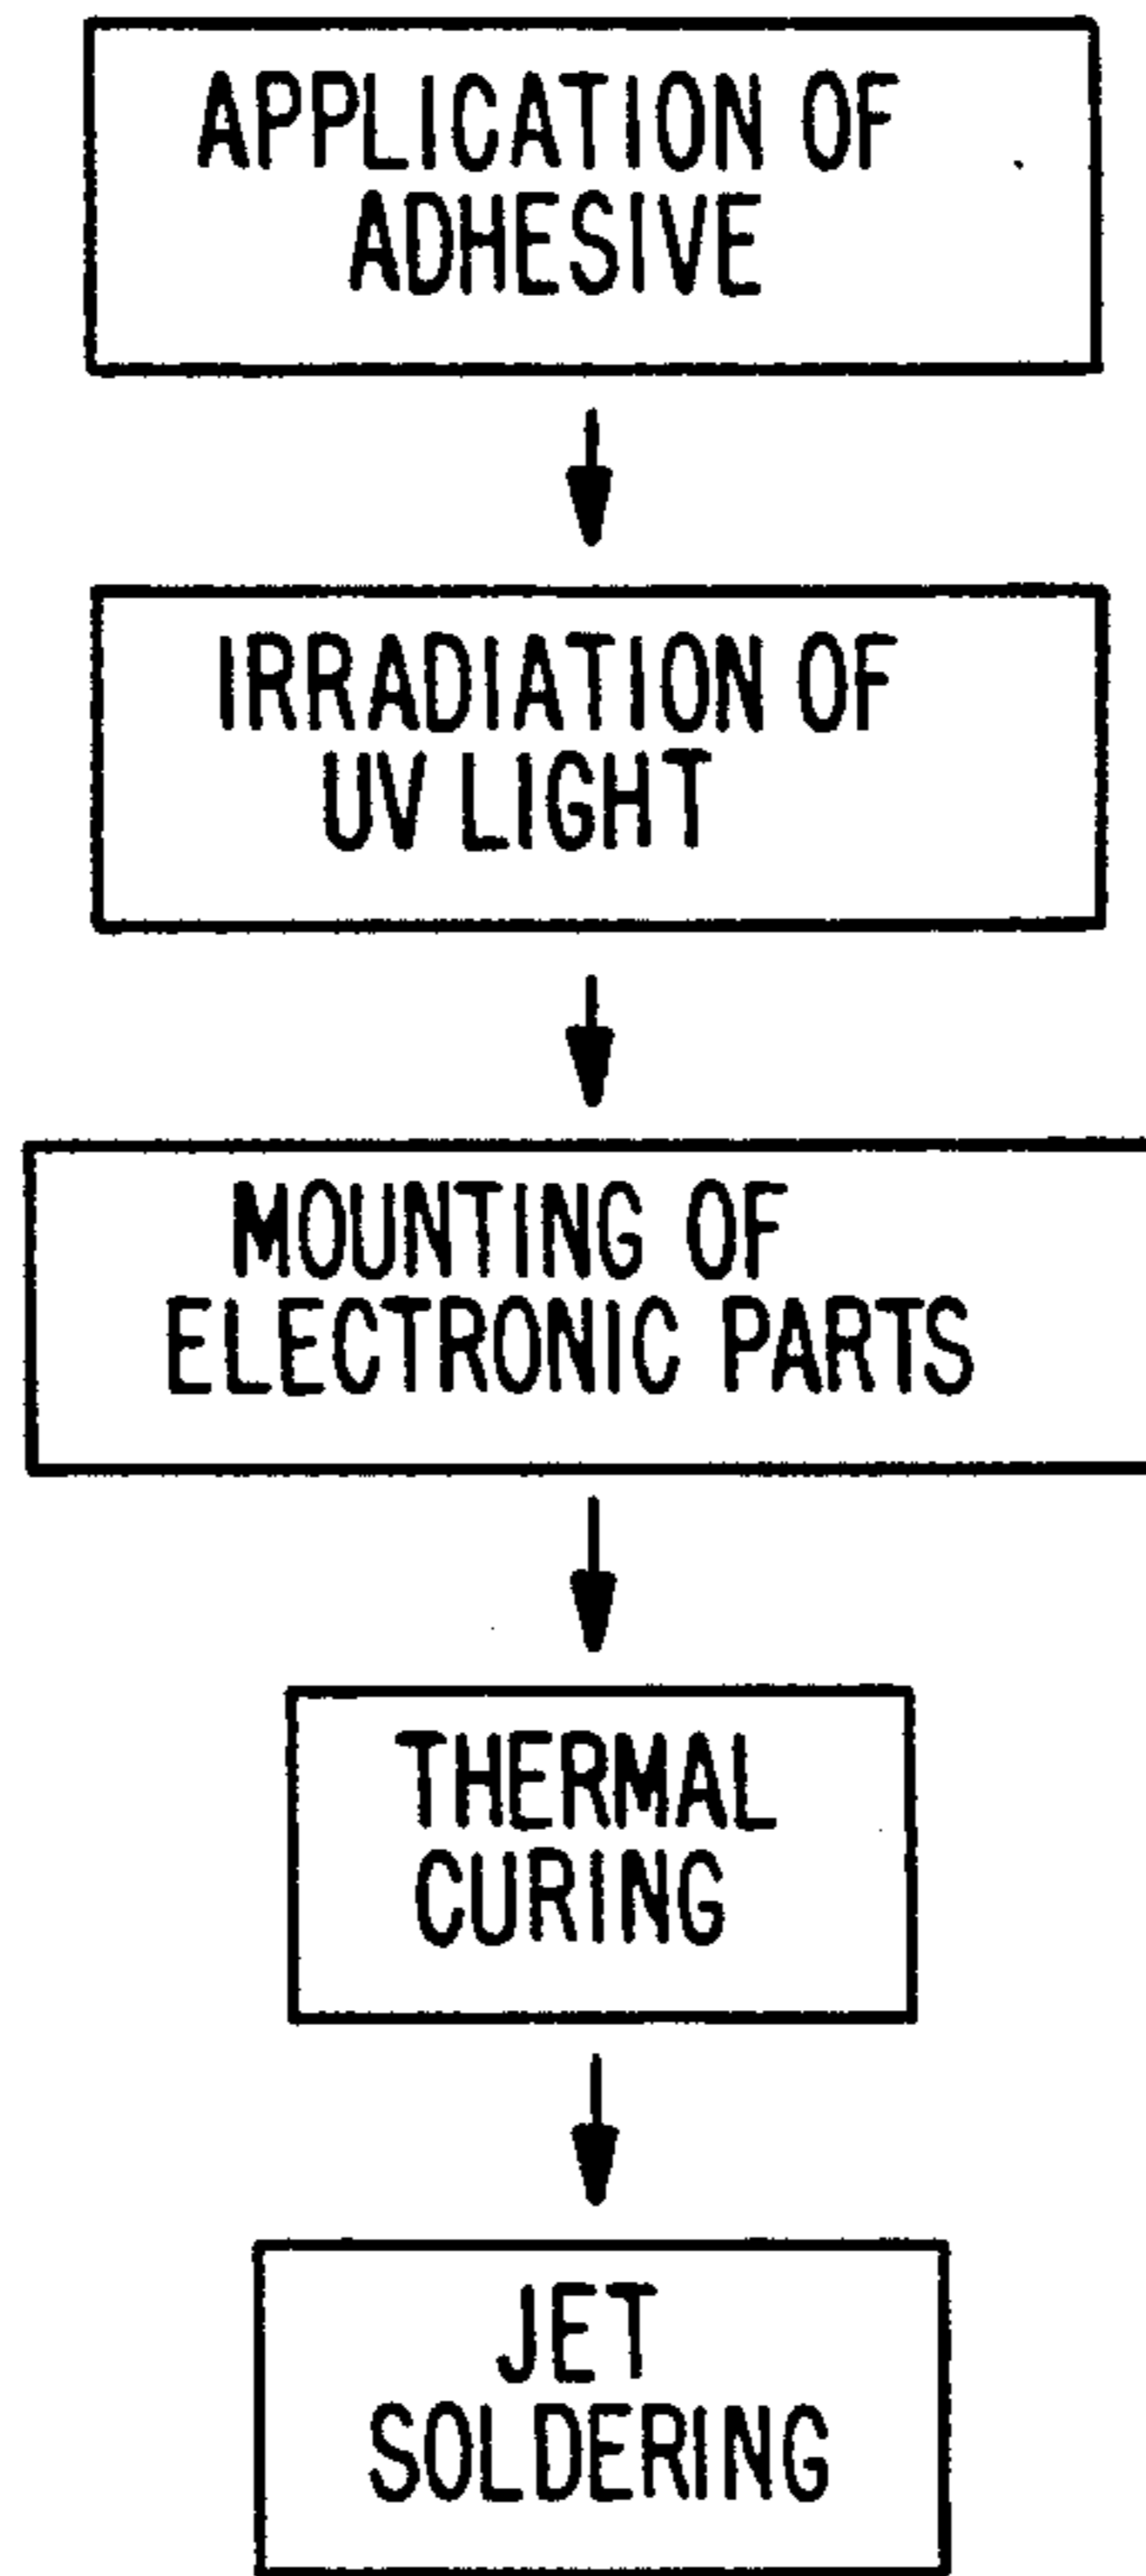 APPLICATION OF
ADHESIVE
IRRADIATION OF
UV LIGHT
MOUNTING OF
ELECTRONIC PARTS
THERMAL
CURING
JET
SOLDERING